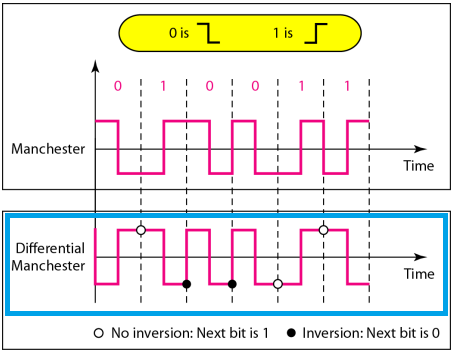 0 is 1 is
0 1 0 0 1 1
Manchester
Time
Differential
Manchester
Time
No inversion: Next bit is 1 Inversion: Next bit is 0